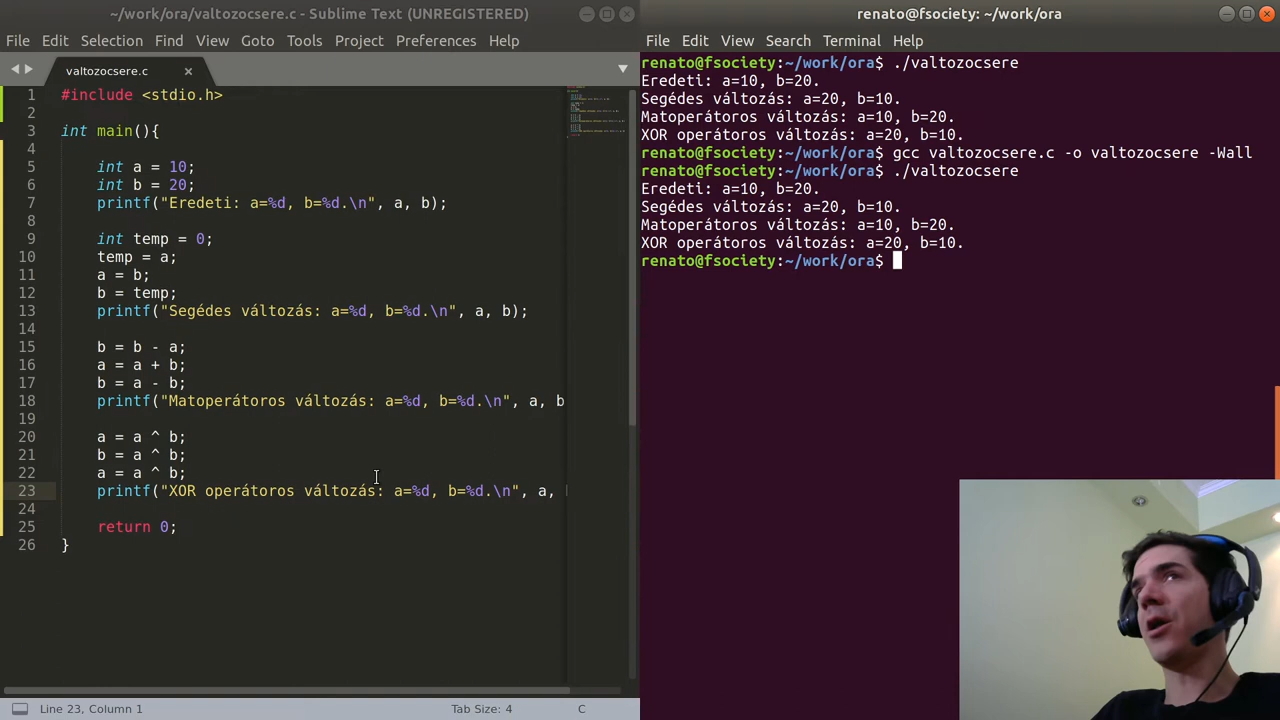 ~/work/ora/valtozocsere.c - Sublime Text (UNREGISTERED)
File Edit Selection Find View Goto Tools Project Preferences Help
valtozocsere.c
1 #include <stdio.h>
2
3 int main(){
4
5 int a = 10;
6 int b = 20;
7 printf("Eredeti: a=%d, b=%d.\n", a, b);
8
9 int temp = 0;
10 temp = a;
11 a = b;
12 b = temp;
13 printf("Segédes változás: a=%d, b=%d.\n", a, b);
14
15 b = b - a;
16 a = a + b;
17 b = a - b;
18 printf("Matoperátoros változás: a=%d, b=%d.\n", a, b
19
20 a = a ^ b;
21 b = a ^ b;
22 a = a ^ b;
23 printf("XOR operátoros változás: a=%d, b=%d.\n", a,
24
25 return 0;
26 }
Line 23, Column 1 Tab Size: 4 C
renato@fsociety: ~/work/ora
File Edit View Search Terminal Help
renato@fsociety:~/work/ora$ ./valtozocsere
Eredeti: a=10, b=20.
Segédes változás: a=20, b=10.
Matoperátoros változás: a=10, b=20.
XOR operátoros változás: a=20, b=10.
renato@fsociety:~/work/ora$ gcc valtozocsere.c -o valtozocsere -Wall
renato@fsociety:~/work/ora$ ./valtozocsere
Eredeti: a=10, b=20.
Segédes változás: a=20, b=10.
Matoperátoros változás: a=10, b=20.
XOR operátoros változás: a=20, b=10.
renato@fsociety:~/work/ora$